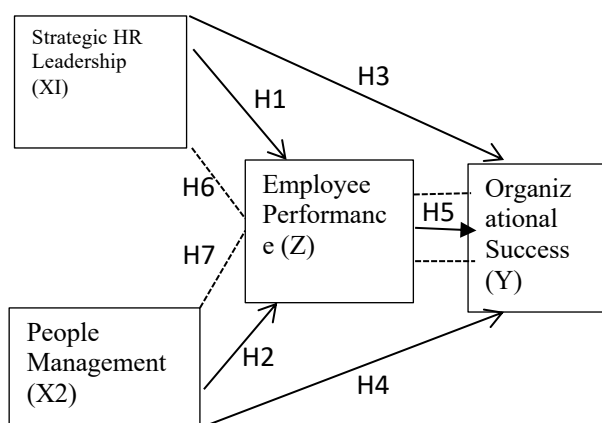 Strategic HR
Leadership
(XI)
H3
H1
H6
Employee
Performanc
e (Z)
H5
Organiz
ational
Success
(Y)
H7
People
Management
(X2)
H2
H4